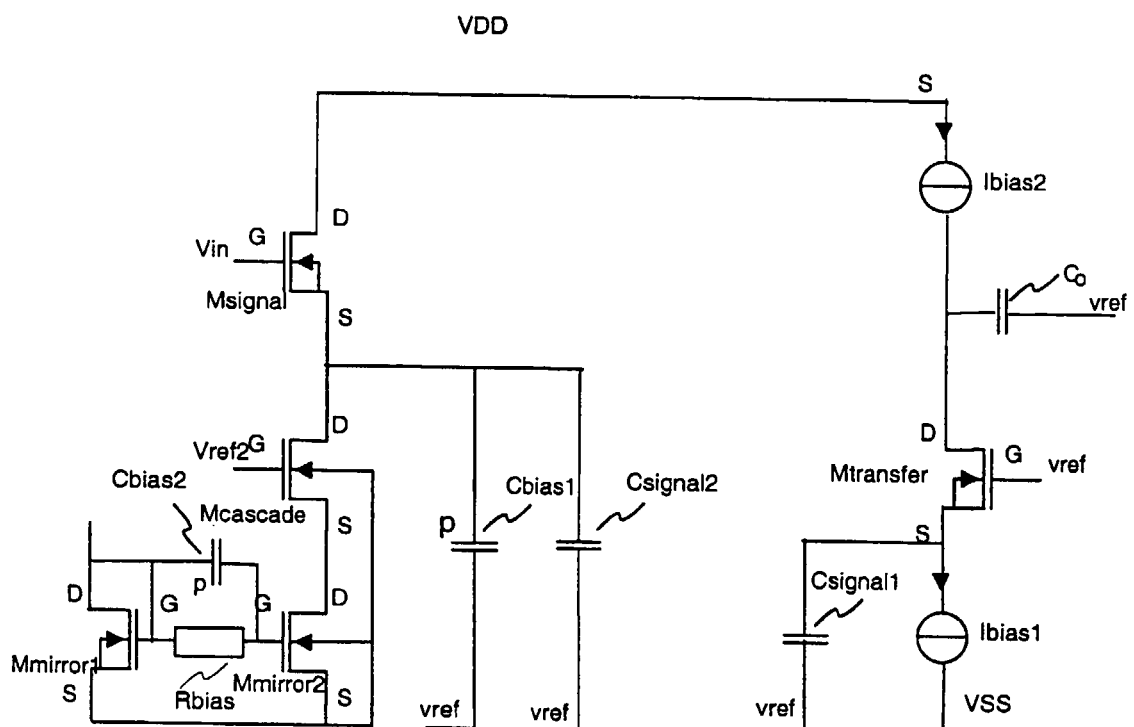 VDD
S
Ibias2
D
G
Vin
Msignal
S
Co
vref
D
G
Vref2
Mcascade
S
Cbias2
p
Cbias1
p
Csignal2
D
G
Mtransfer
vref
S
Csignal1
Ibias1
D
G
G
D
Mmirror1
S
Rbias
Mmirror2
S
vref
vref
vref
VSS